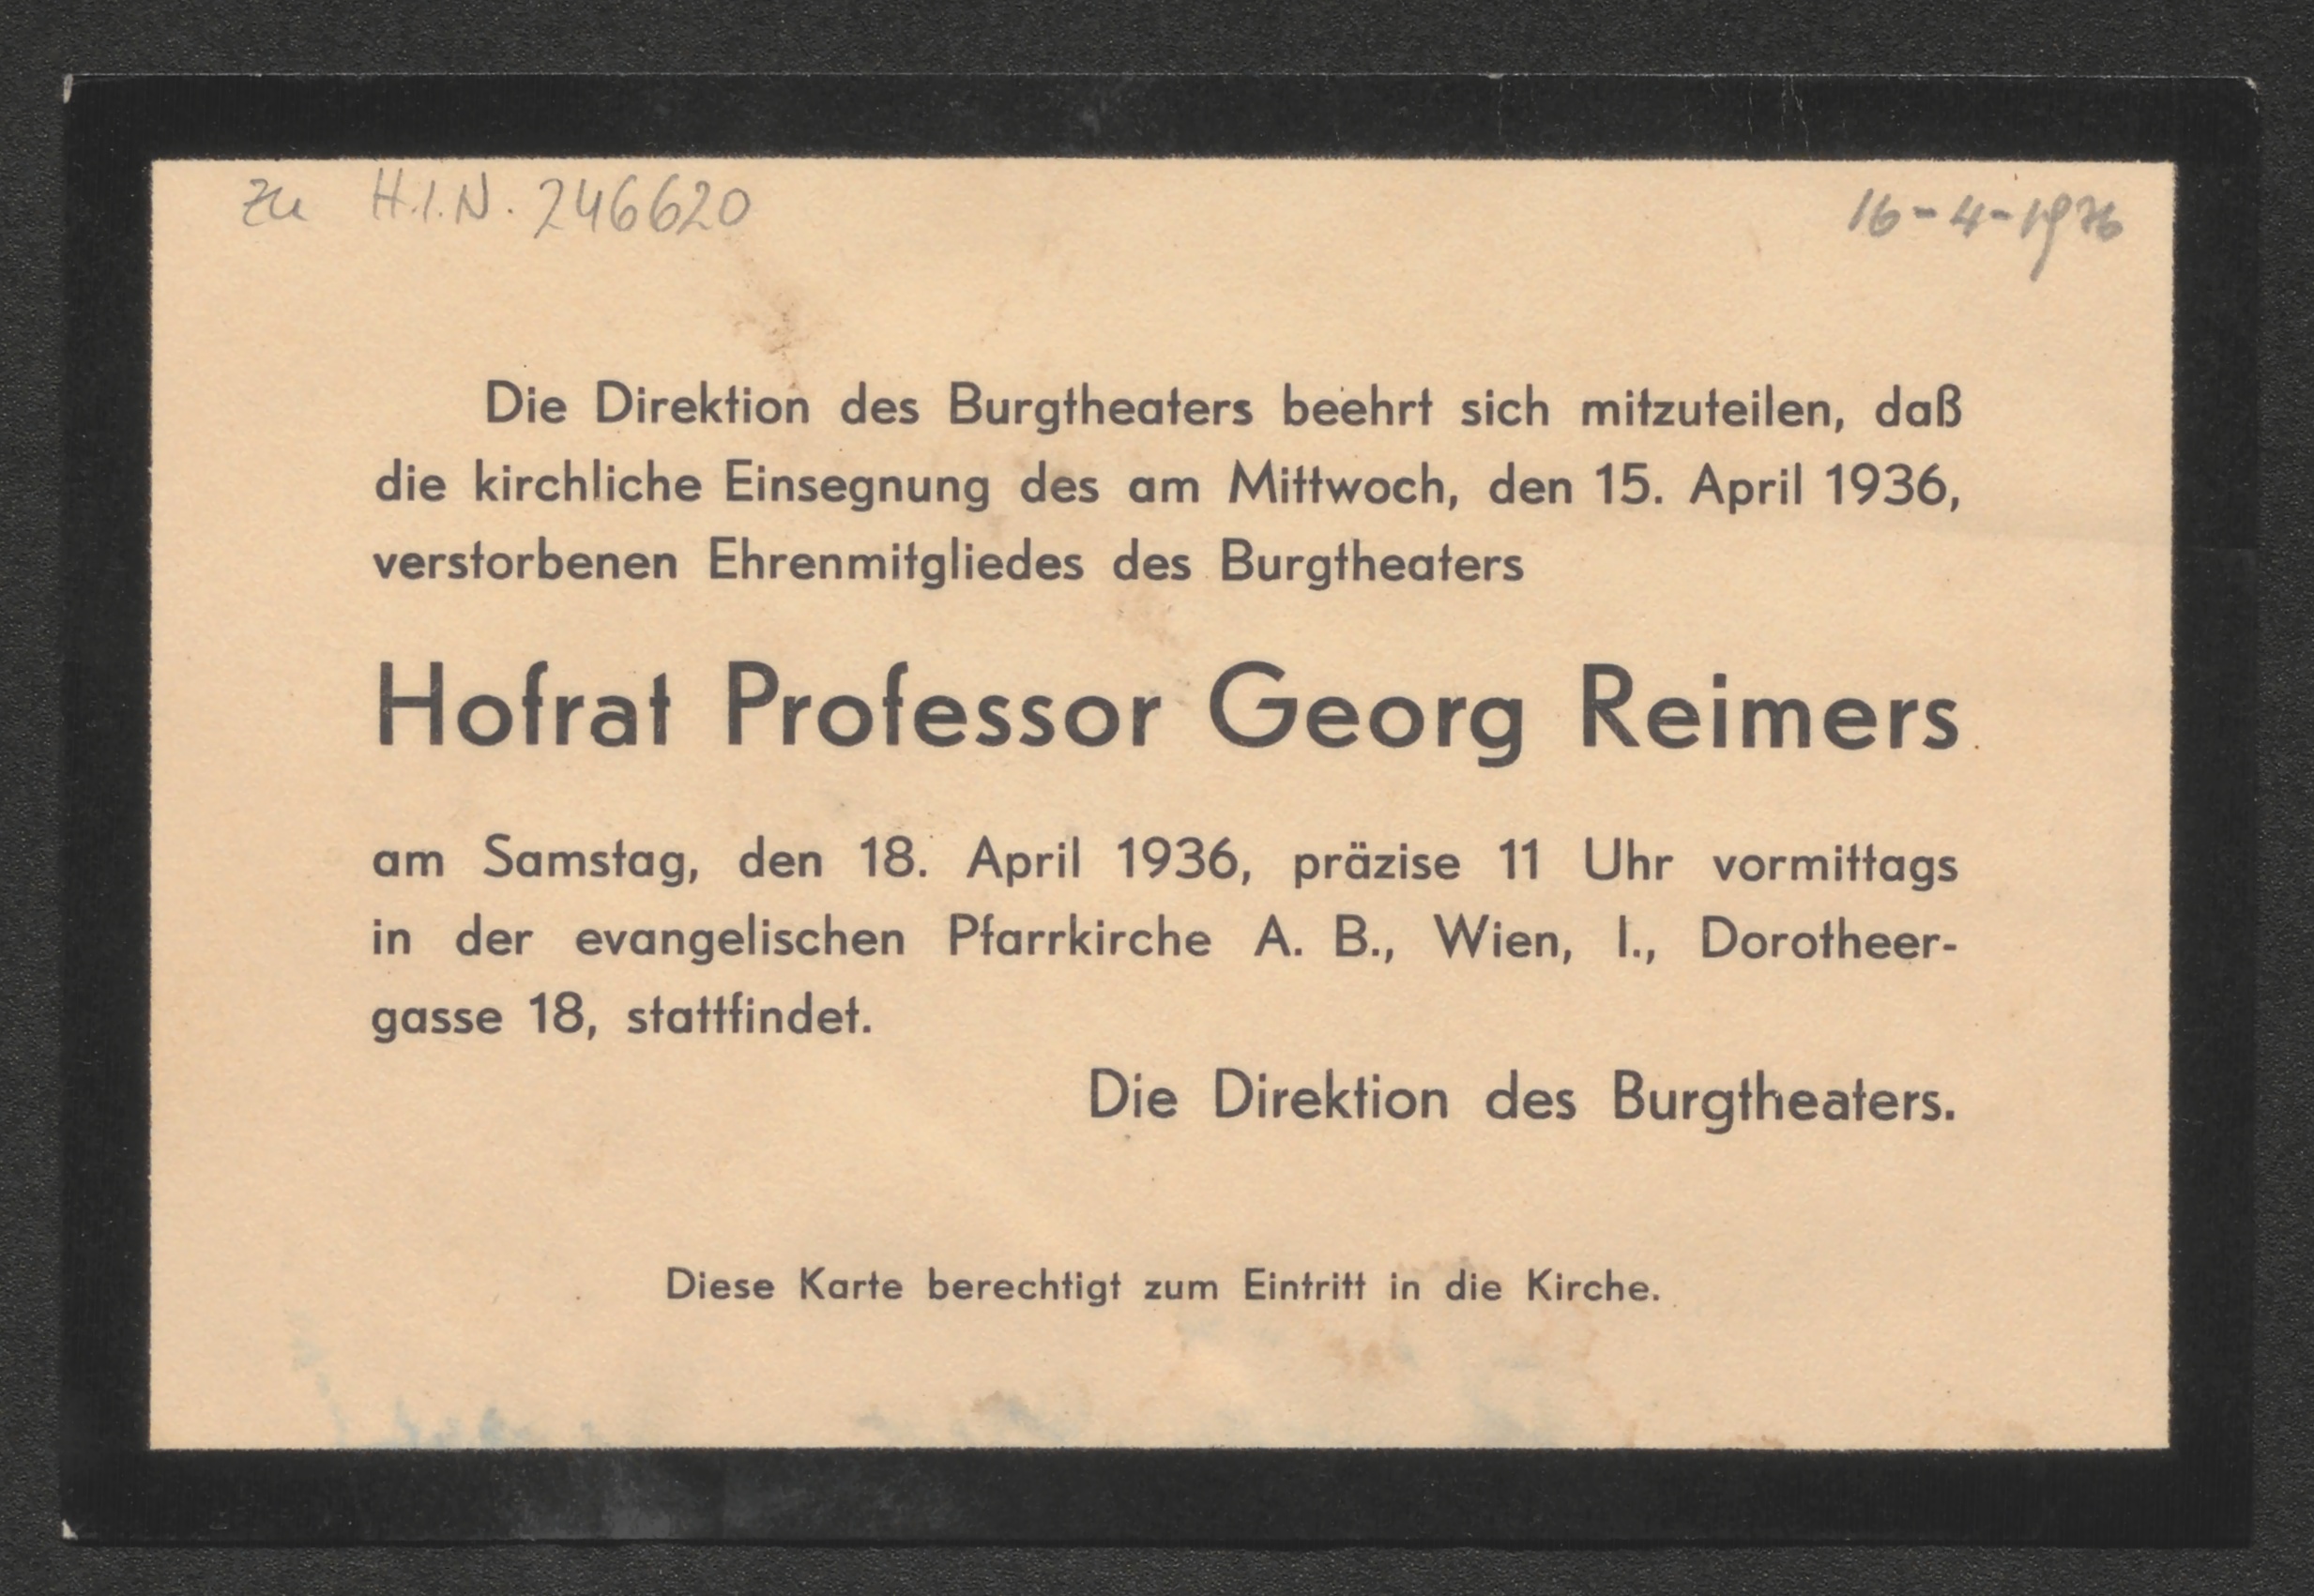 zu H.I.N. 246620
16-4-1936
Die Direktion des Burgtheaters beehrt sich mitzuteilen, daß
die kirchliche Einsegnung des am Mittwoch, den 15. April 1936,
verstorbenen Ehrenmitgliedes des Burgtheaters
Hofrat Professor Georg Reimers
am Samstag, den 18. April 1936, präzise 11 Uhr vormittags
in der evangelischen Pfarrkirche A. B., Wien, I., Dorotheer-
gasse 18, stattfindet.
Die Direktion des Burgtheaters.
Diese Karte berechtigt zum Eintritt in die Kirche.